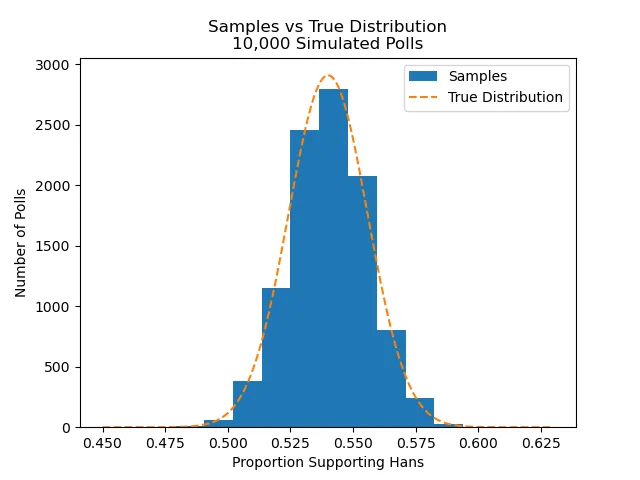 Samples vs True Distribution
10,000 Simulated Polls
Samples
True Distribution
Number of Polls
3000
2500
2000
1500
1000
500
0
0.450 0.475 0.500 0.525 0.550 0.575 0.600 0.625
Proportion Supporting Hans